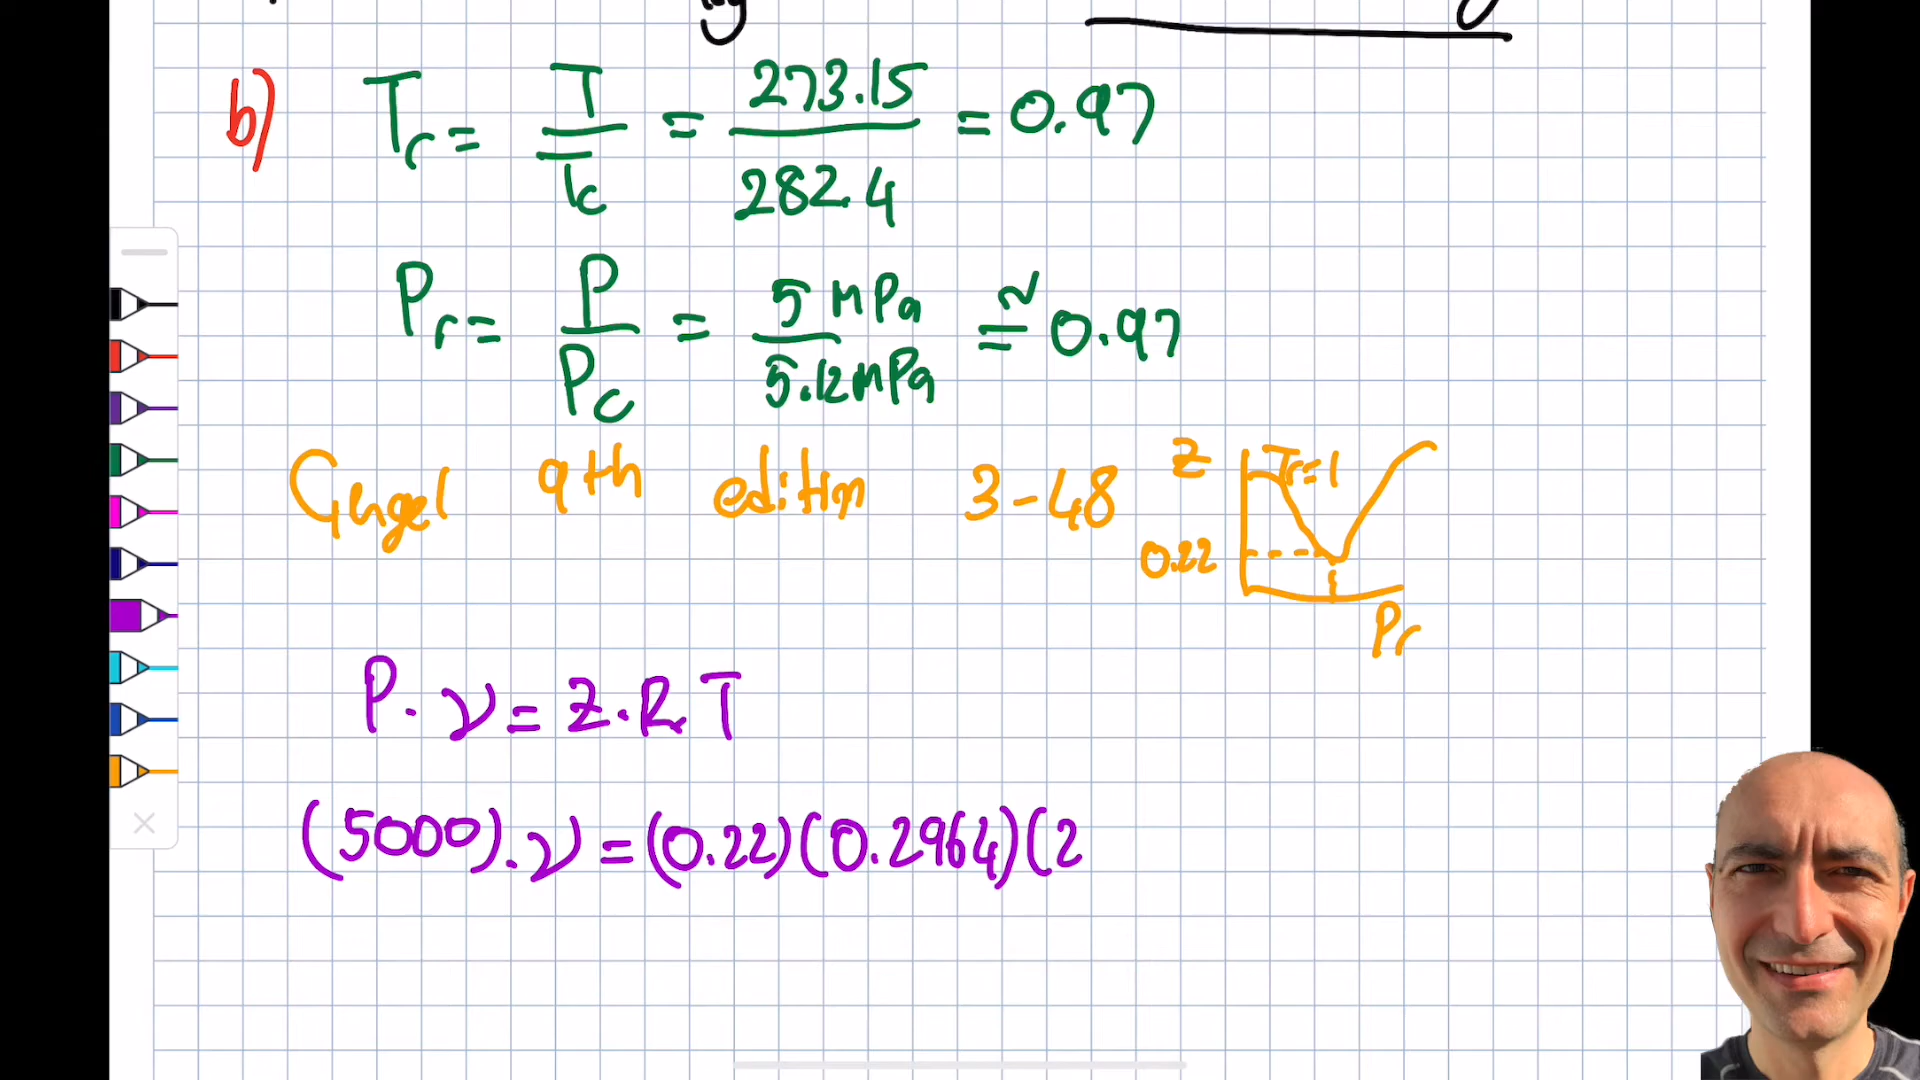 b) Tr = T / Tc = 273.15 / 282.4 = 0.97
Pr = P / Pc = 5 MPa / 5.12 MPa ≅ 0.97
Cengel 9th edition 3-48
Z
Tr=1
0.22
Pr
P. ν = Z.R.T
(5000).ν = (0.22)(0.2964)(2